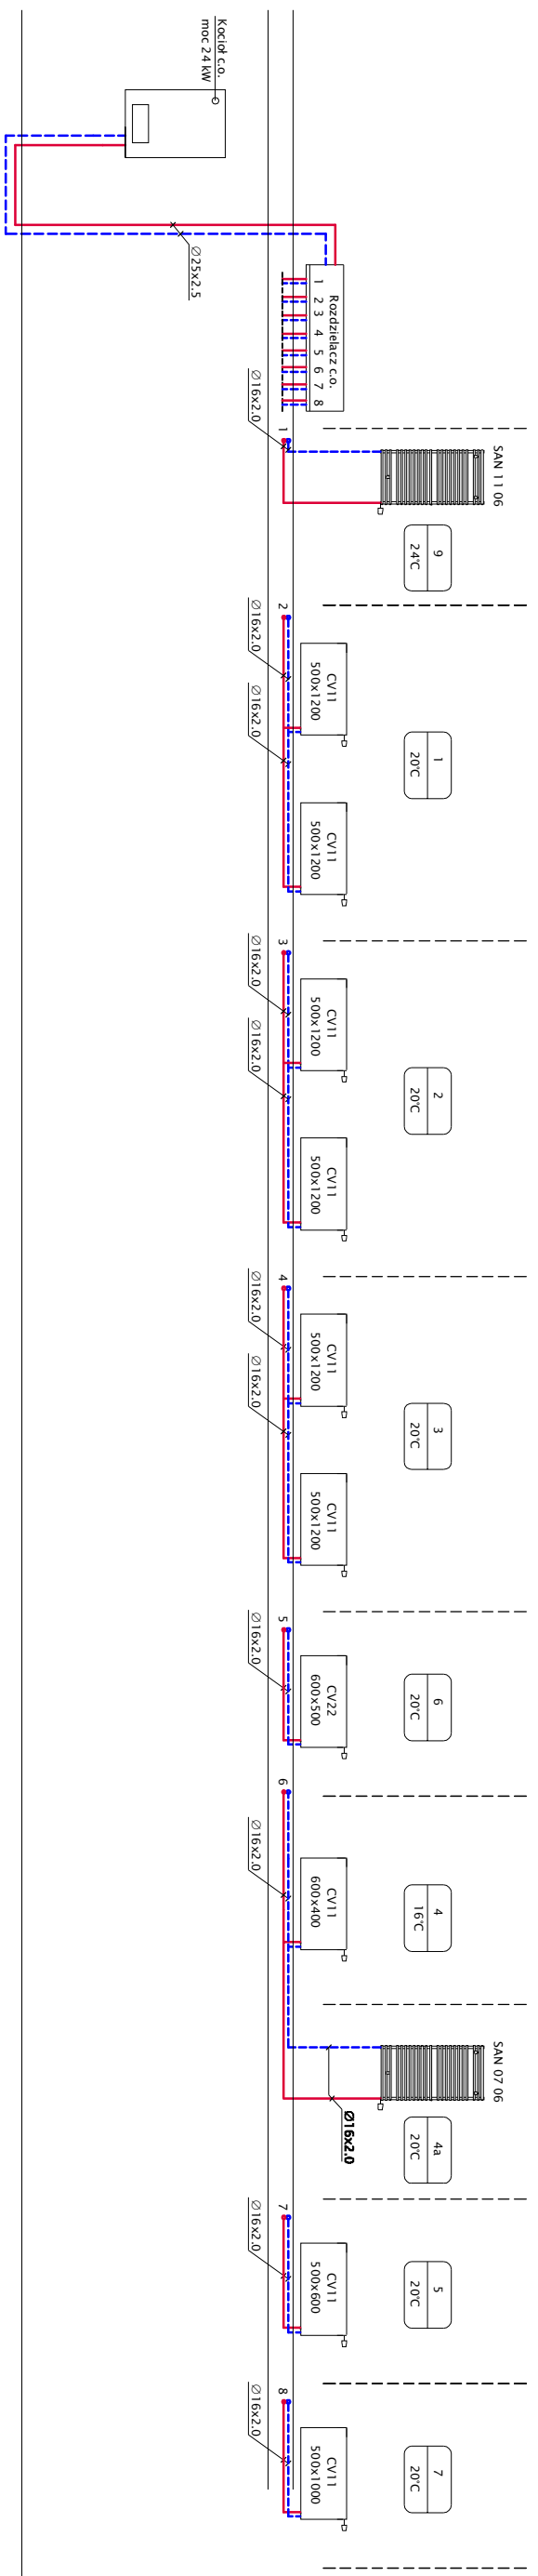 Kocioł c.o.
moc 24 kW
Ø25x2.5
Rozdzielacz c.o.
1 2 3 4 5 6 7 8
SAN 11 06
9
24°C
1
Ø16x2.0
1
20°C
CV11
500x1200
CV11
500x1200
2
Ø16x2.0
Ø16x2.0
2
20°C
CV11
500x1200
CV11
500x1200
3
Ø16x2.0
Ø16x2.0
3
20°C
CV11
500x1200
CV11
500x1200
4
Ø16x2.0
Ø16x2.0
6
20°C
CV22
600x500
5
Ø16x2.0
4
16°C
CV11
600x400
6
Ø16x2.0
SAN 07 06
4a
20°C
Ø16x2.0
5
20°C
CV11
500x600
7
Ø16x2.0
7
20°C
CV11
500x1000
8
Ø16x2.0